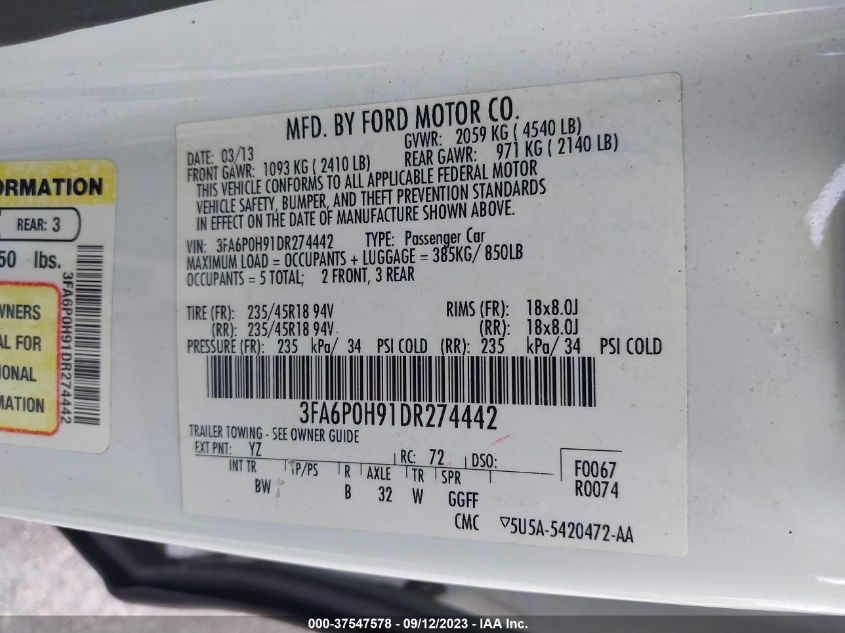 MFD. BY FORD MOTOR CO.
DATE: 03/13 GVWR: 2059 KG ( 4540 LB)
FRONT GAWR: 1093 KG ( 2410 LB) REAR GAWR: 971 KG ( 2140 LB)
THIS VEHICLE CONFORMS TO ALL APPLICABLE FEDERAL MOTOR
VEHICLE SAFETY, BUMPER, AND THEFT PREVENTION STANDARDS
IN EFFECT ON THE DATE OF MANUFACTURE SHOWN ABOVE.
VIN: 3FA6P0H91DR274442 TYPE: Passenger Car
MAXIMUM LOAD = OCCUPANTS + LUGGAGE = 385KG/ 850LB
OCCUPANTS = 5 TOTAL; 2 FRONT, 3 REAR
TIRE (FR): 235/45R18 94V RIMS (FR): 18x8.0J
(RR): 235/45R18 94V (RR): 18x8.0J
PRESSURE (FR): 235 kPa/ 34 PSI COLD (RR): 235 kPa/ 34 PSI COLD
3FA6P0H91DR274442
TRAILER TOWING - SEE OWNER GUIDE
EXT PNT: YZ RC: 72 DSO:
INT TR TP/PS R AXLE TR SPR F0067
BW B 32 W GGFF R0074
CMC ▽5U5A-5420472-AA
ORMATION
REAR: 3
50 lbs.
WNERS
AL FOR
IONAL
MATION
3FA6P0H91DR274442
000-37547578 - 09/12/2023 - IAA Inc.